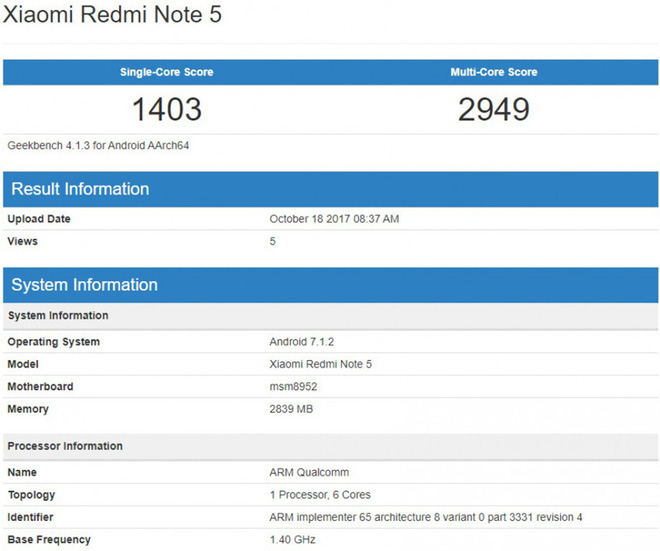 Xiaomi Redmi Note 5
Single-Core Score Multi-Core Score
1403 2949
Geekbench 4.1.3 for Android AArch64
Result Information
Upload Date October 18 2017 08:37 AM
Views 5
System Information
System Information
Operating System Android 7.1.2
Model Xiaomi Redmi Note 5
Motherboard msm8952
Memory 2839 MB
Processor Information
Name ARM Qualcomm
Topology 1 Processor, 6 Cores
Identifier ARM implementer 65 architecture 8 variant 0 part 3331 revision 4
Base Frequency 1.40 GHz